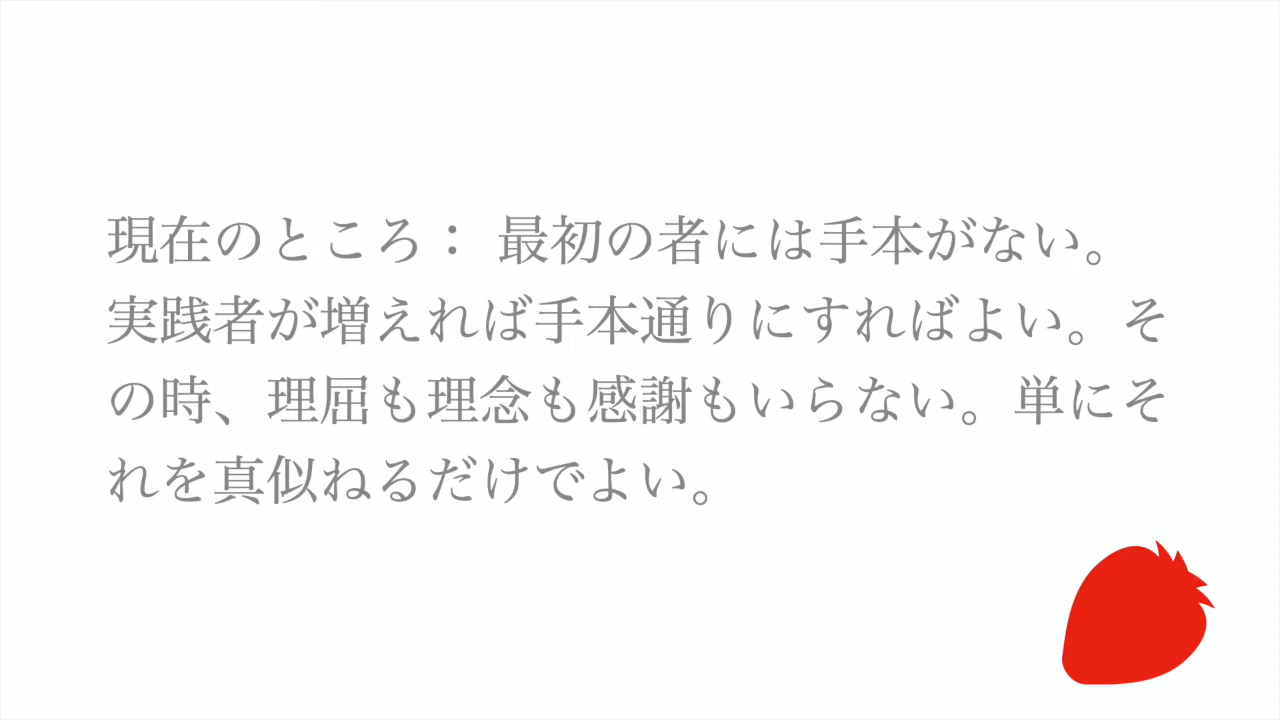 現在のところ： 最初の者には手本がない。
実践者が増えれば手本通りにすればよい。そ
の時、理屈も理念も感謝もいらない。単にそ
れを真似ねるだけでよい。